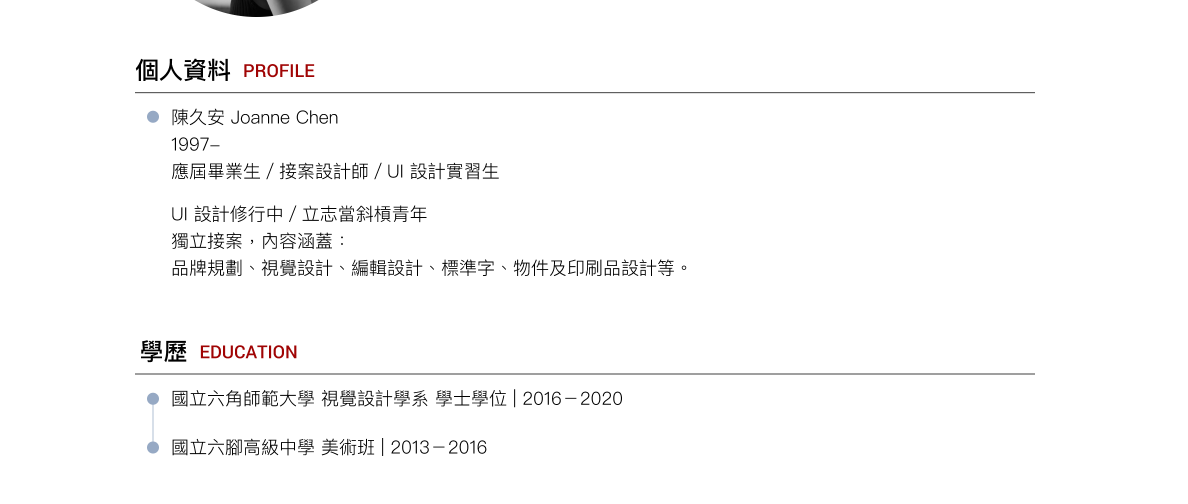 個人資料 PROFILE
陳久安 Joanne Chen
1997–
應屆畢業生 / 接案設計師 / UI 設計實習生
UI 設計修行中 / 立志當斜槓青年
獨立接案，內容涵蓋：
品牌規劃、視覺設計、編輯設計、標準字、物件及印刷品設計等。
學歷 EDUCATION
國立六角師範大學 視覺設計學系 學士學位 | 2016－2020
國立六腳高級中學 美術班 | 2013－2016